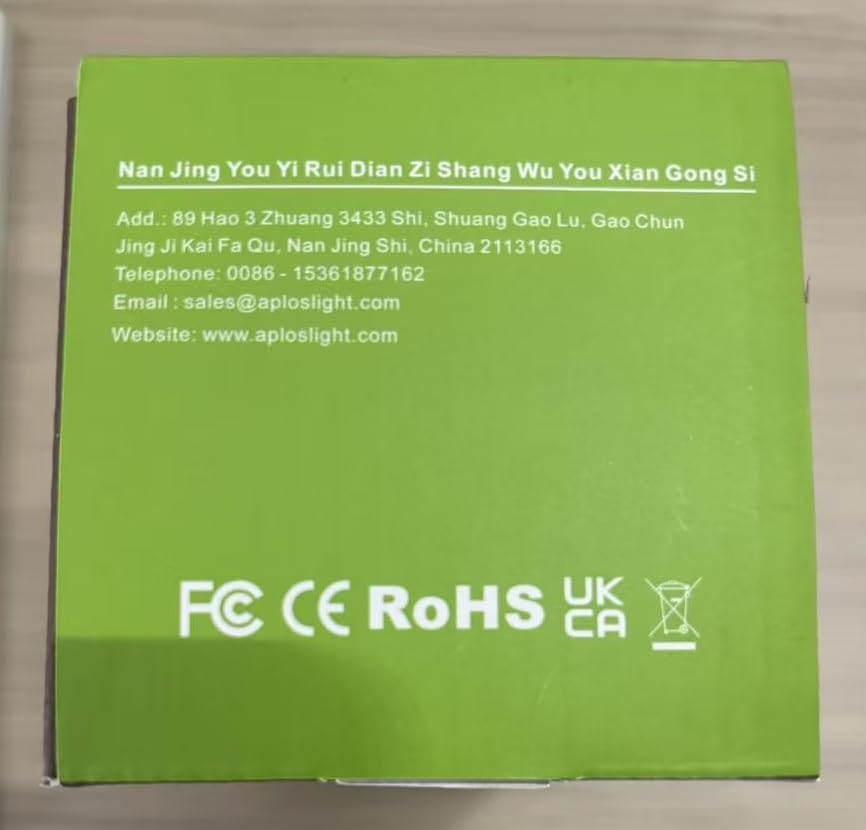 Nan Jing You Yi Rui Dian Zi Shang Wu You Xian Gong Si
Add.: 89 Hao 3 Zhuang 3433 Shi, Shuang Gao Lu, Gao Chun
Jing Ji Kai Fa Qu, Nan Jing Shi, China 2113166
Telephone: 0086 - 15361877162
Email : sales@aploslight.com
Website: www.aploslight.com
FC CE RoHS UK
CA